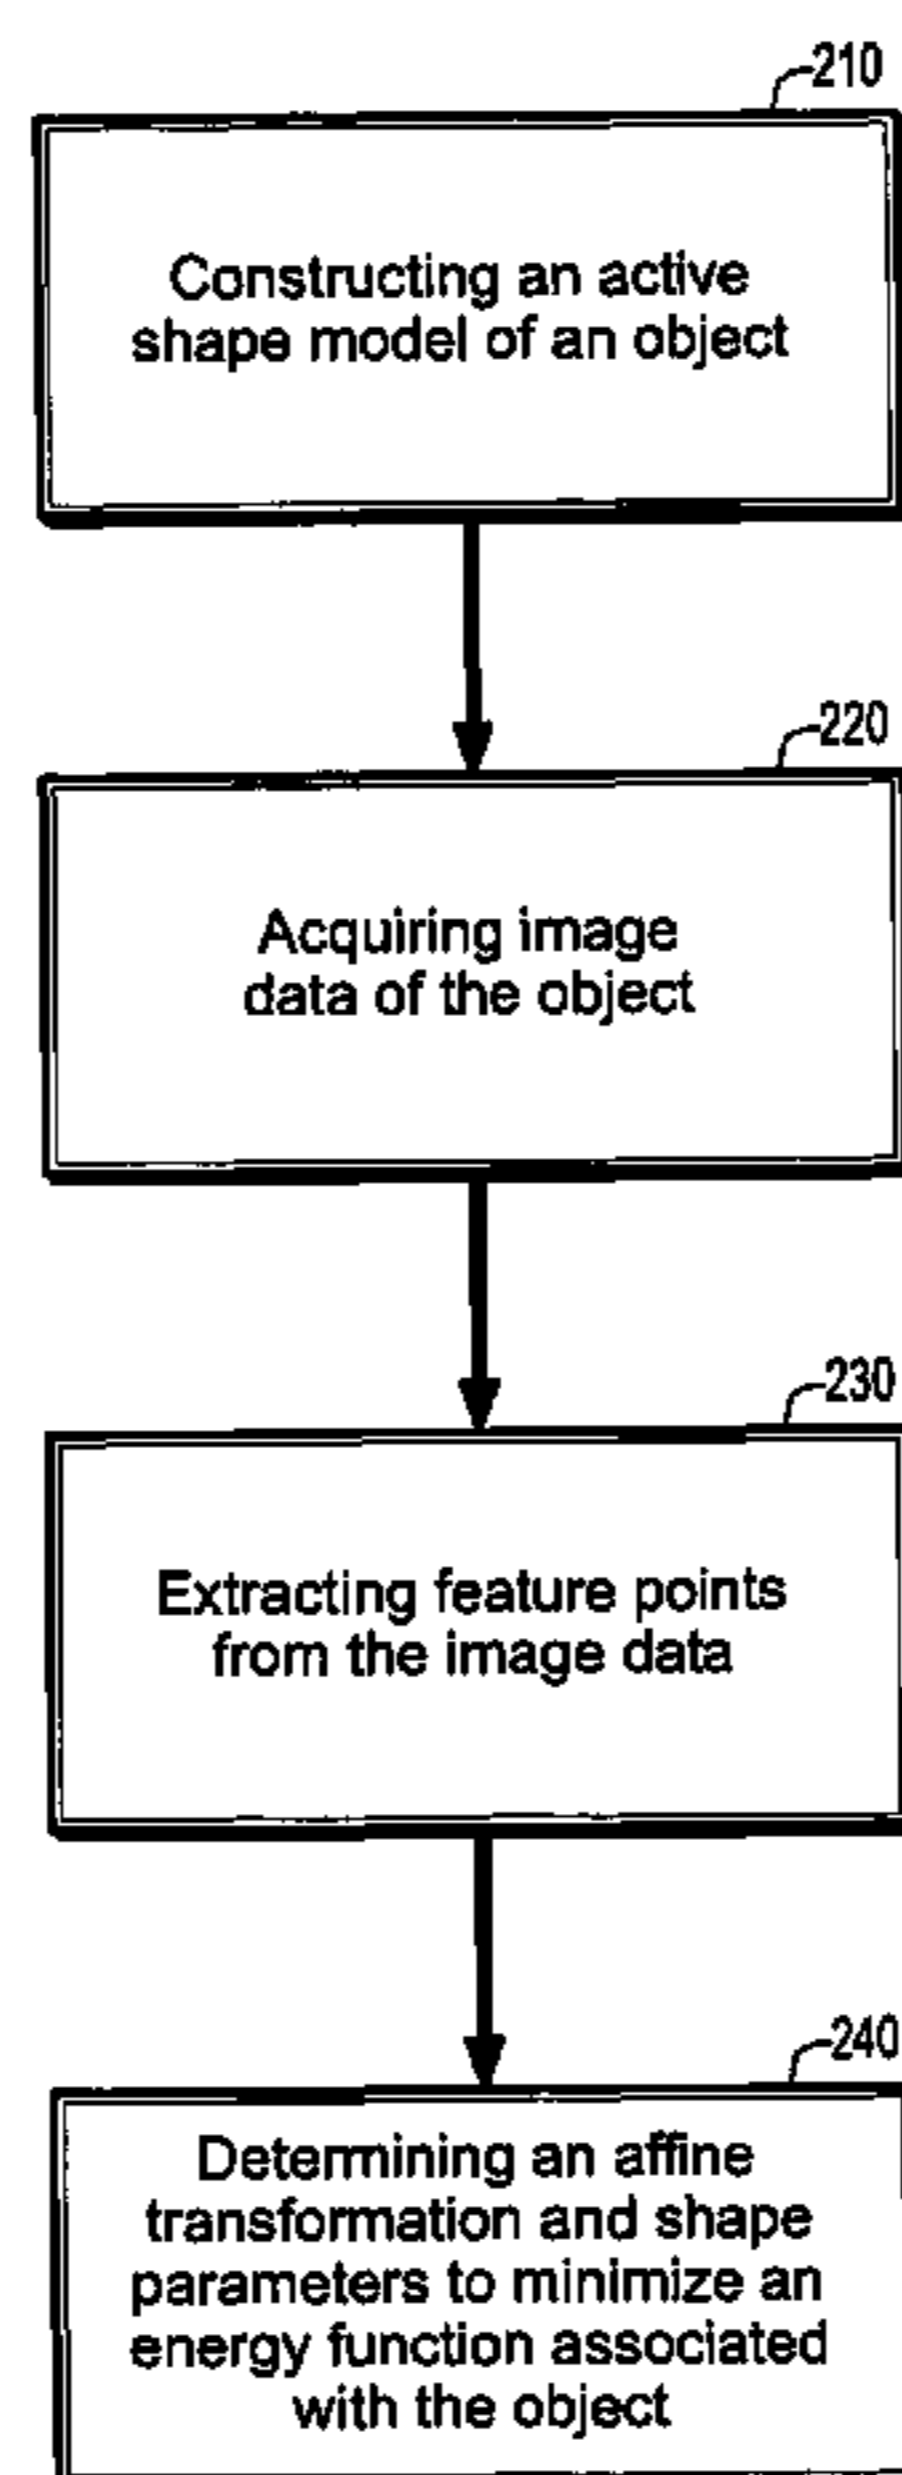 210
Constructing an active
shape model of an object
220
Acquiring image
data of the object
230
Extracting feature points
from the image data
240
Determining an affine
transformation and shape
parameters to minimize an
energy function associated
with the object